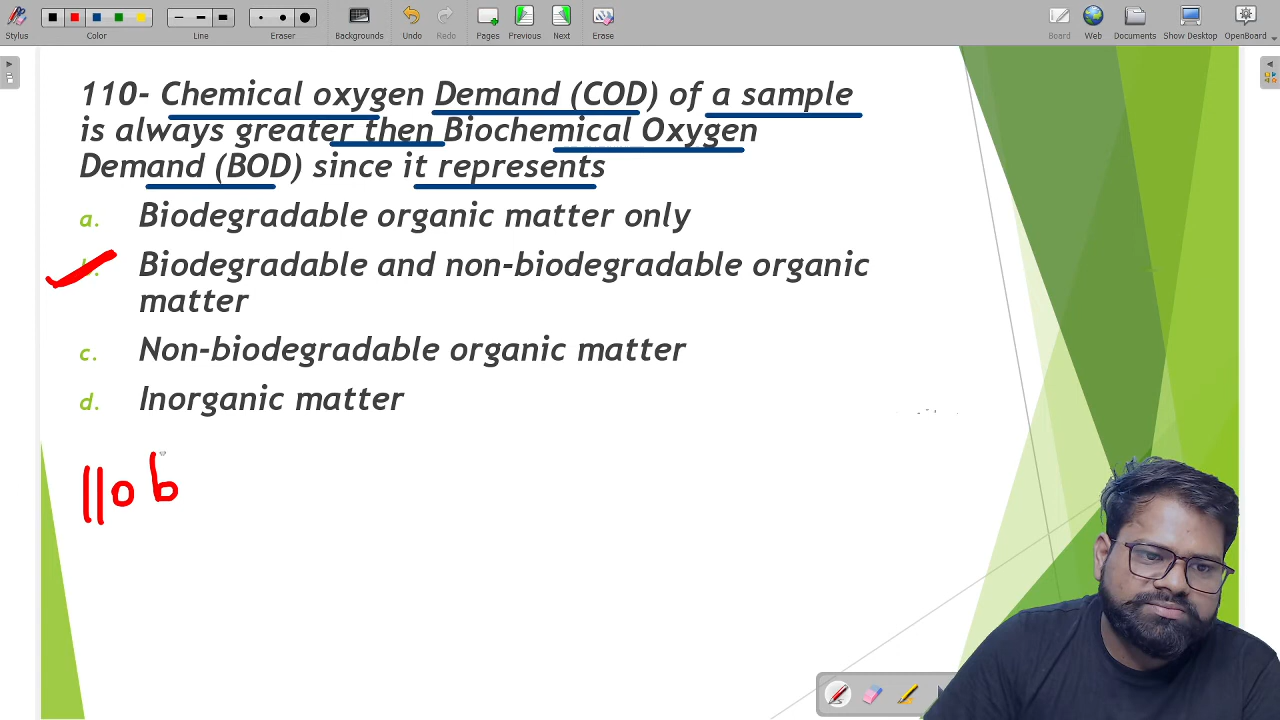 Stylus
Color
Line
Eraser
Backgrounds
Undo
Redo
Pages
Previous
Next
Erase
Board
Web
Documents
Show Desktop
OpenBoard
110- Chemical oxygen Demand (COD) of a sample
is always greater then Biochemical Oxygen
Demand (BOD) since it represents
a. Biodegradable organic matter only
Biodegradable and non-biodegradable organic
matter
c. Non-biodegradable organic matter
d. Inorganic matter
110 b